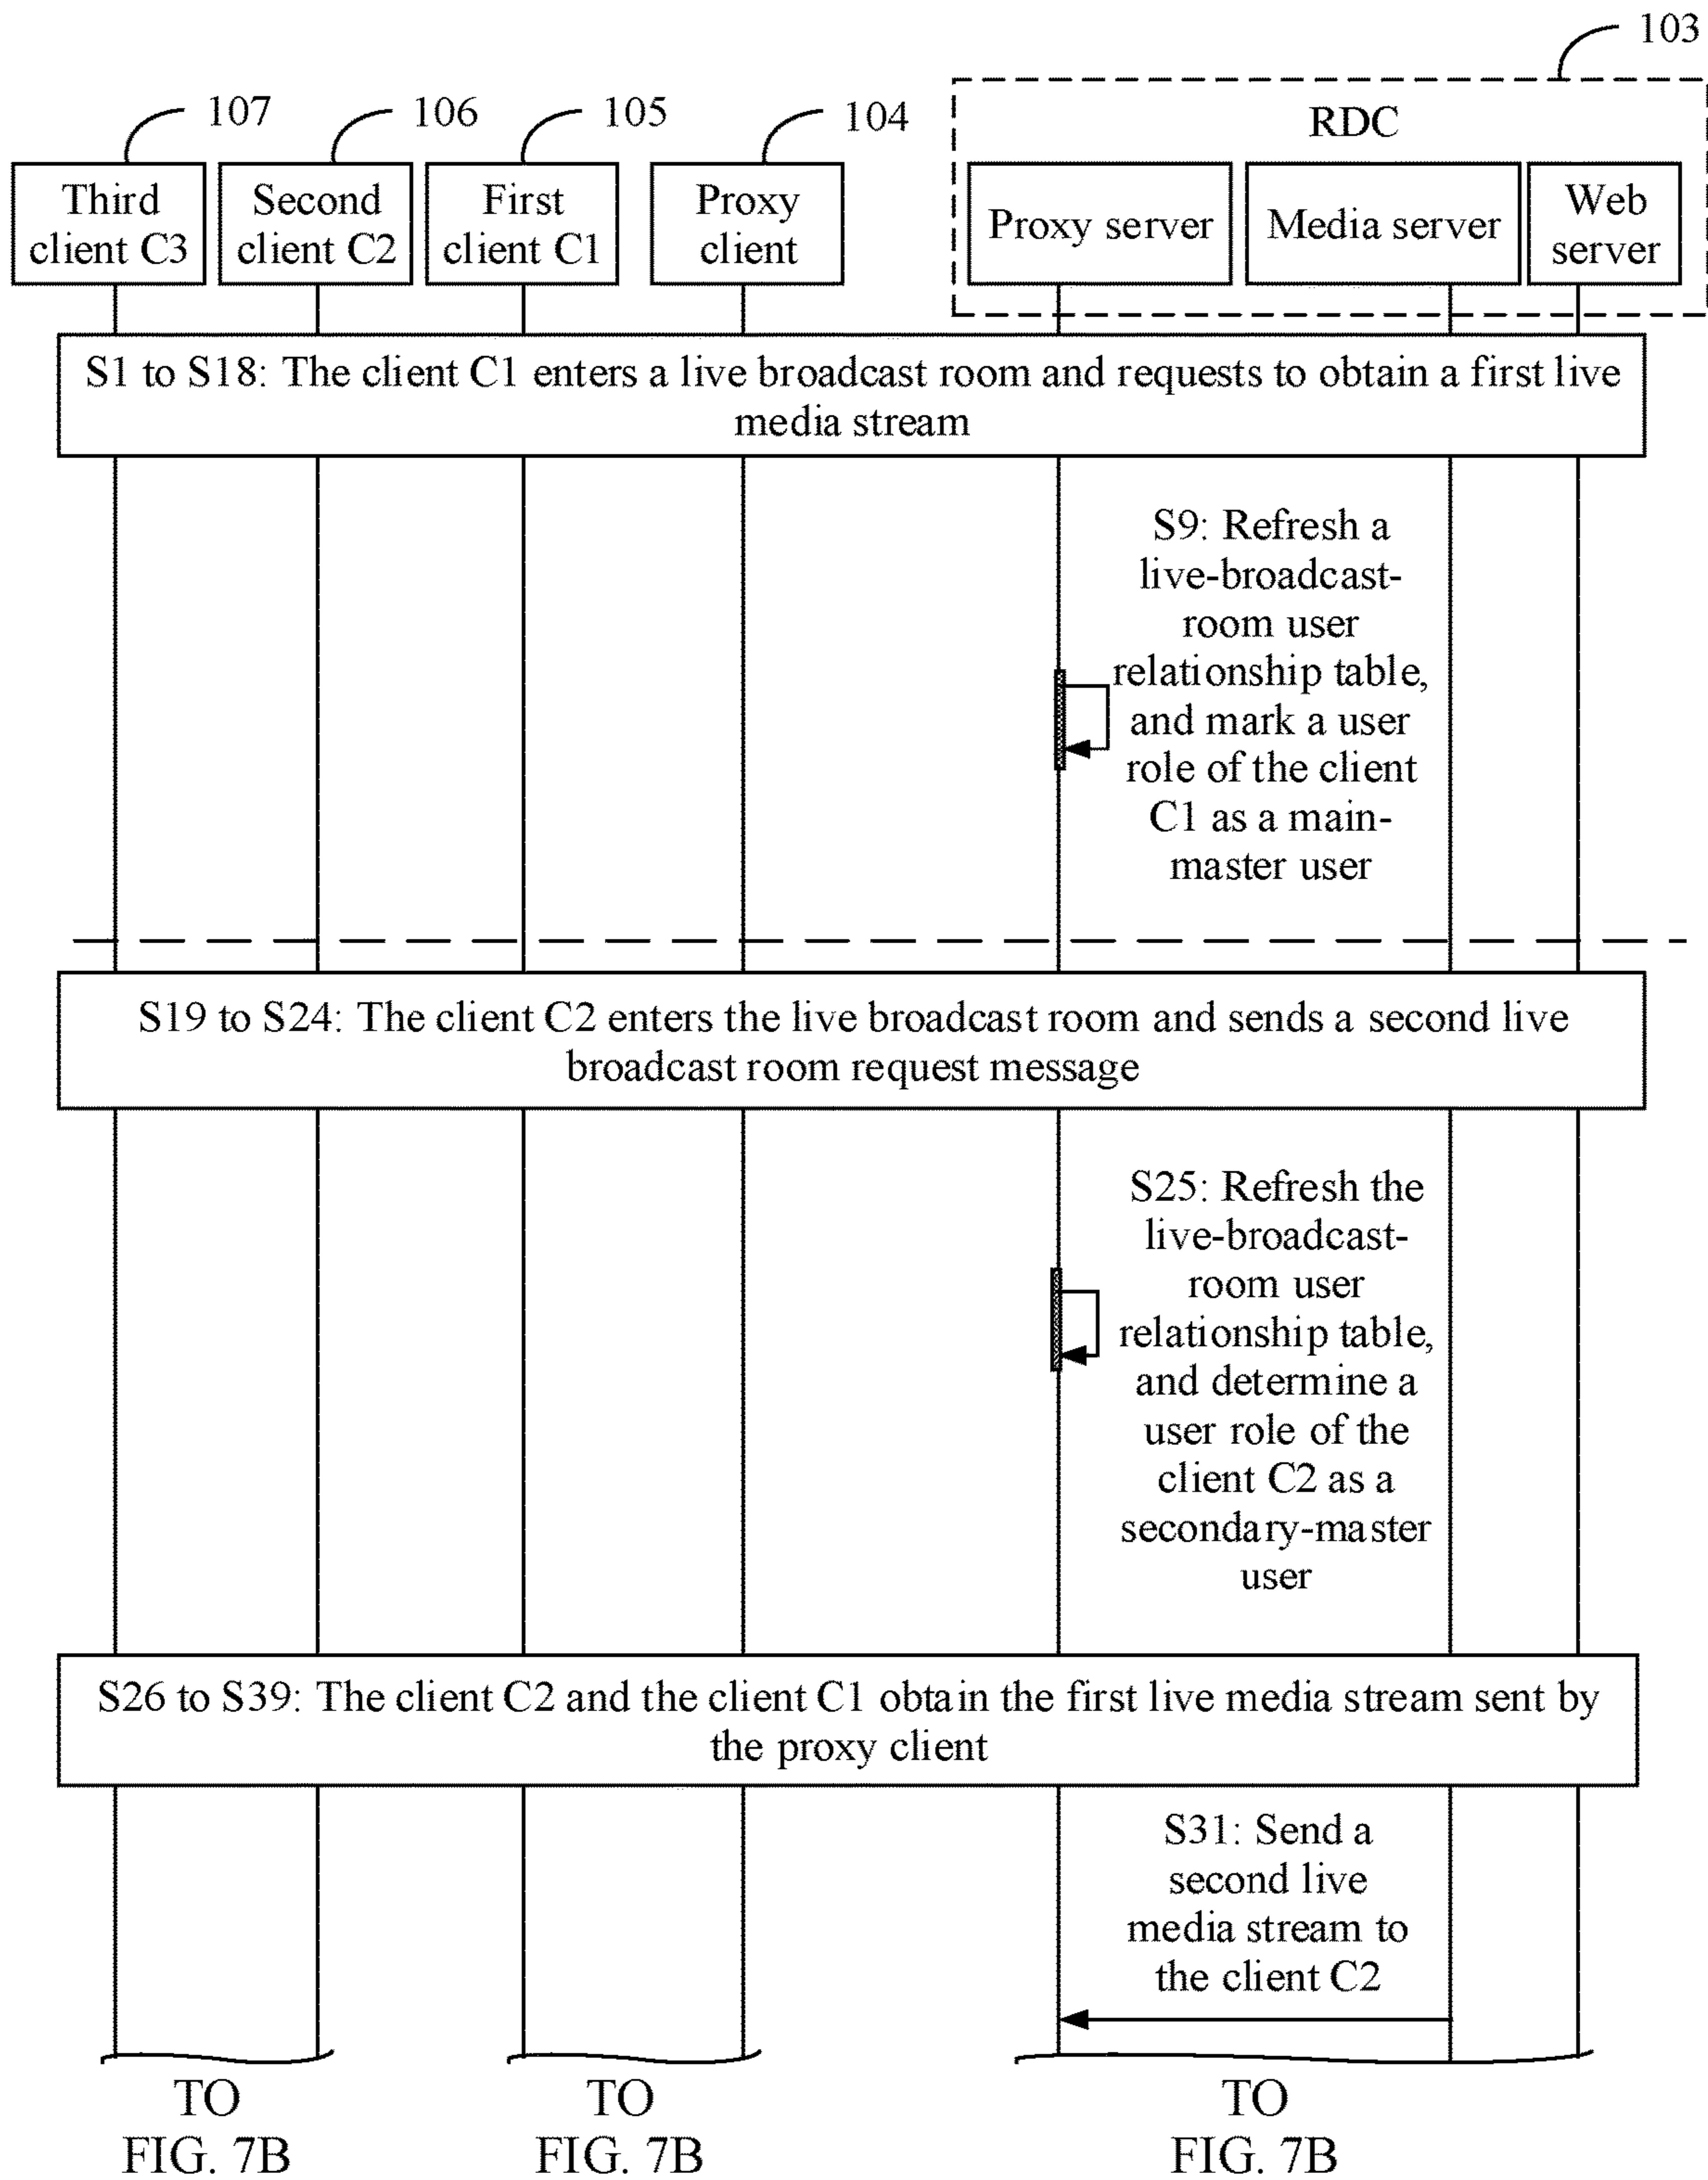 103
107
106
105
104
RDC
Third
client C3
Second
client C2
First
client C1
Proxy
client
Proxy server
Media server
Web
server
S1 to S18: The client C1 enters a live broadcast room and requests to obtain a first live
media stream
S9: Refresh a
live-broadcast-
room user
relationship table,
and mark a user
role of the client
C1 as a main-
master user
S19 to S24: The client C2 enters the live broadcast room and sends a second live
broadcast room request message
S25: Refresh the
live-broadcast-
room user
relationship table,
and determine a
user role of the
client C2 as a
secondary-master
user
S26 to S39: The client C2 and the client C1 obtain the first live media stream sent by
the proxy client
S31: Send a
second live
media stream to
the client C2
TO
FIG. 7B
TO
FIG. 7B
TO
FIG. 7B